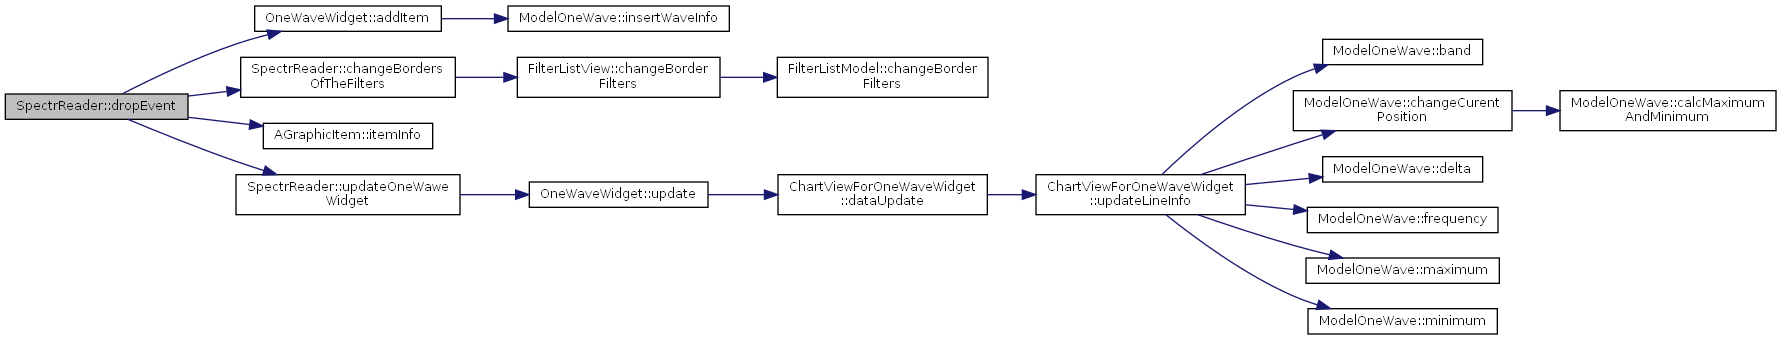 SpectrReader::dropEvent
OneWaveWidget::addItem
ModelOneWave::insertWaveInfo
SpectrReader::changeBorders
OfTheFilters
FilterListView::changeBorder
Filters
FilterListModel::changeBorder
Filters
AGraphicItem::itemInfo
SpectrReader::updateOneWawe
Widget
OneWaveWidget::update
ChartViewForOneWaveWidget
::dataUpdate
ChartViewForOneWaveWidget
::updateLineInfo
ModelOneWave::band
ModelOneWave::changeCurent
Position
ModelOneWave::calcMaximum
AndMinimum
ModelOneWave::delta
ModelOneWave::frequency
ModelOneWave::maximum
ModelOneWave::minimum